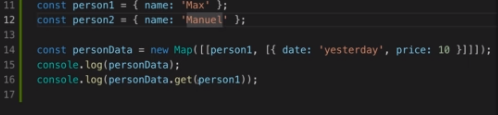 11 const person1 = { name: 'Max' };
12 const person2 = { name: 'Manuel' };
13
14 const personData = new Map([[person1, [{ date: 'yesterday', price: 10 }]]]);
15 console.log(personData);
16 console.log(personData.get(person1));
17